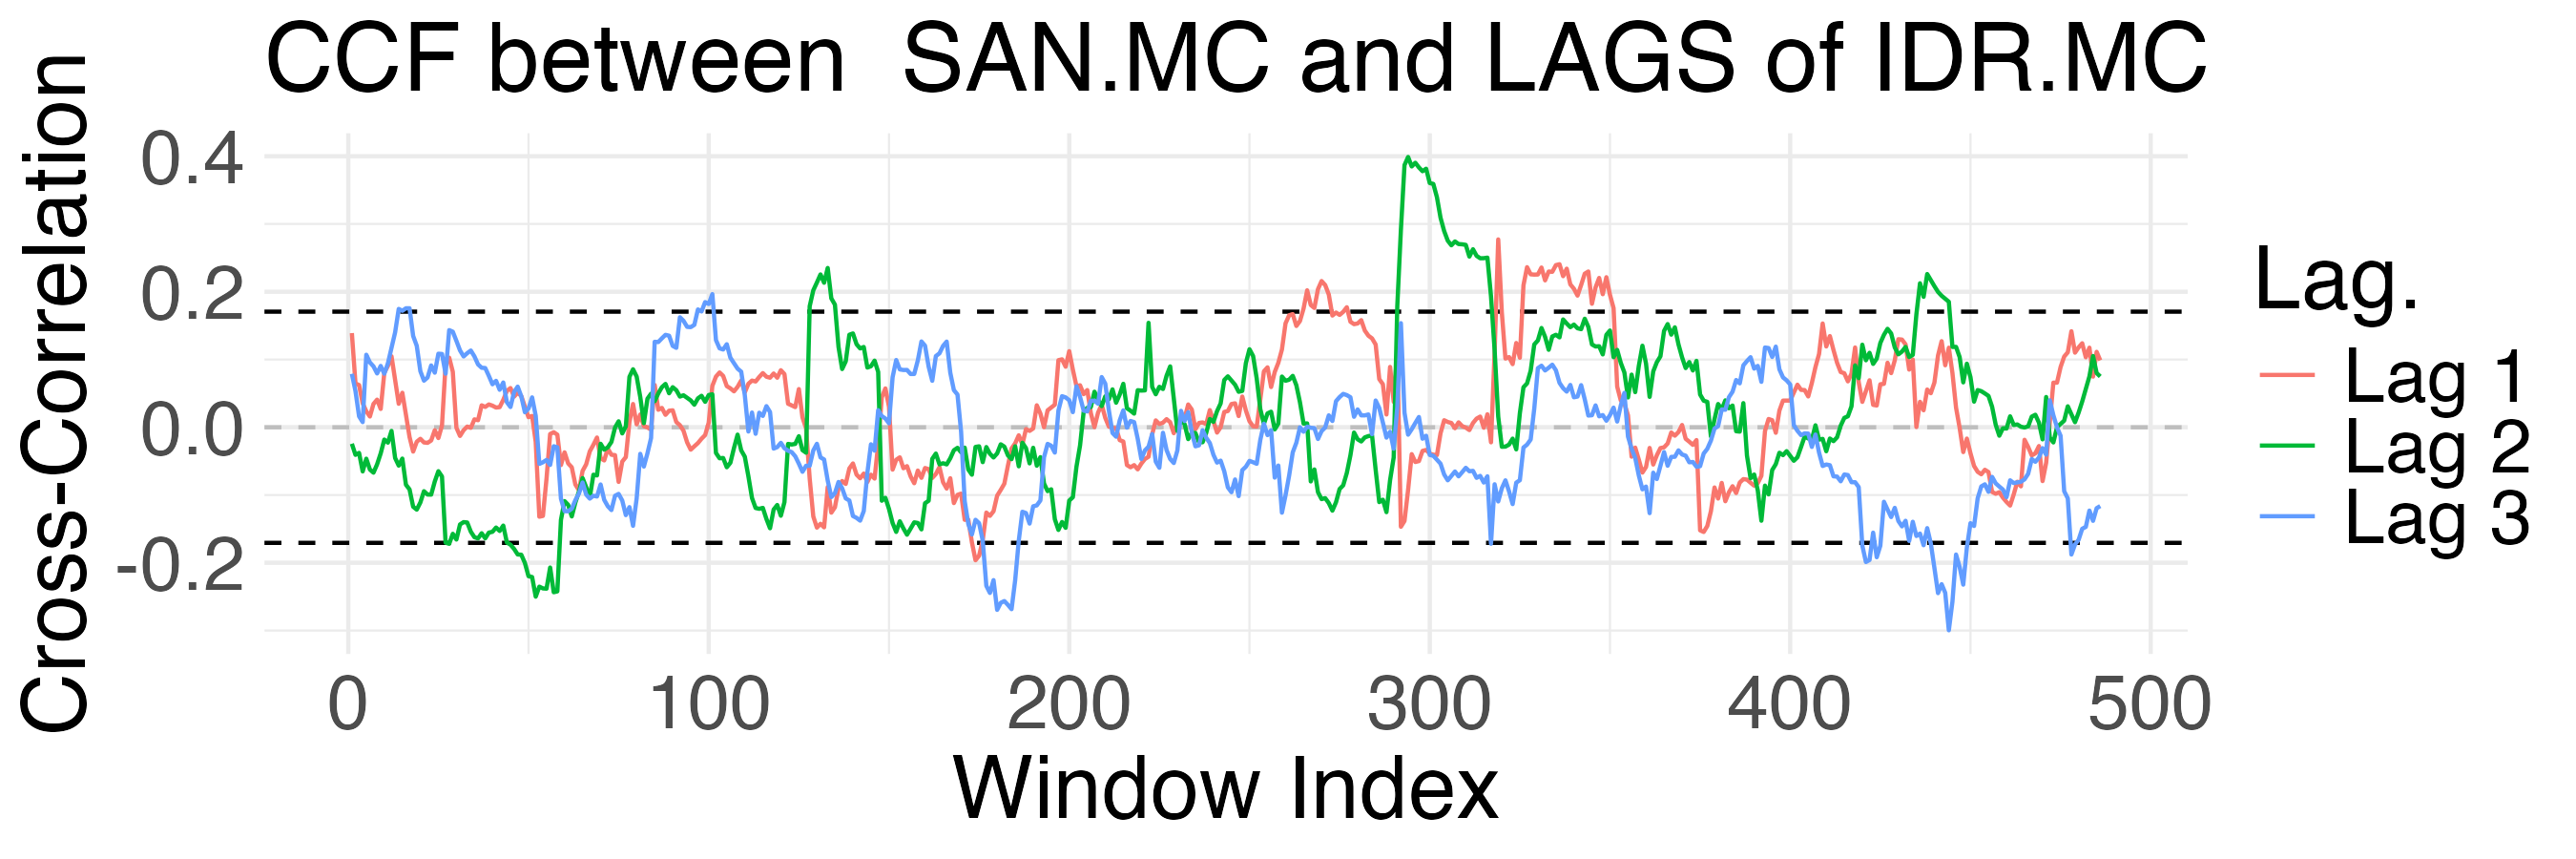 CCF between  SAN.MC and LAGS of IDR.MC
Cross-Correlation
0.4
0.2
0.0
-0.2
0
100
200
300
400
500
Window Index
Lag.
Lag 1
Lag 2
Lag 3